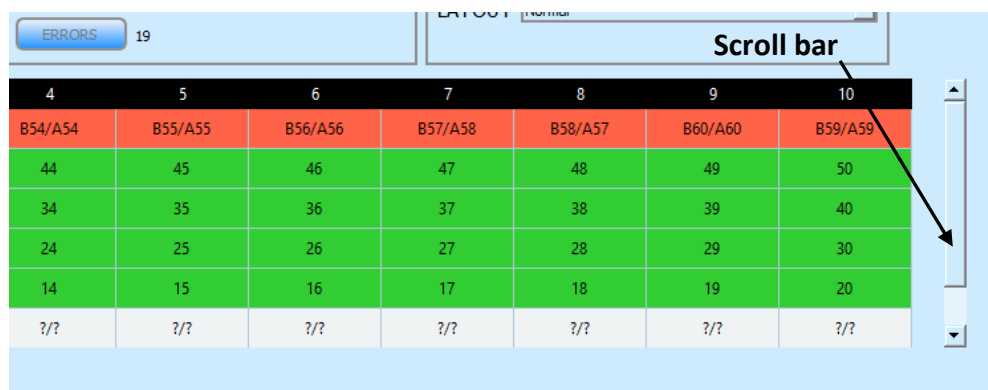 LAYOUT Normal
ERRORS 19
Scroll bar
4 5 6 7 8 9 10
B54/A54 B55/A55 B56/A56 B57/A58 B58/A57 B60/A60 B59/A59
44 45 46 47 48 49 50
34 35 36 37 38 39 40
24 25 26 27 28 29 30
14 15 16 17 18 19 20
?/? ?/? ?/? ?/? ?/? ?/? ?/?